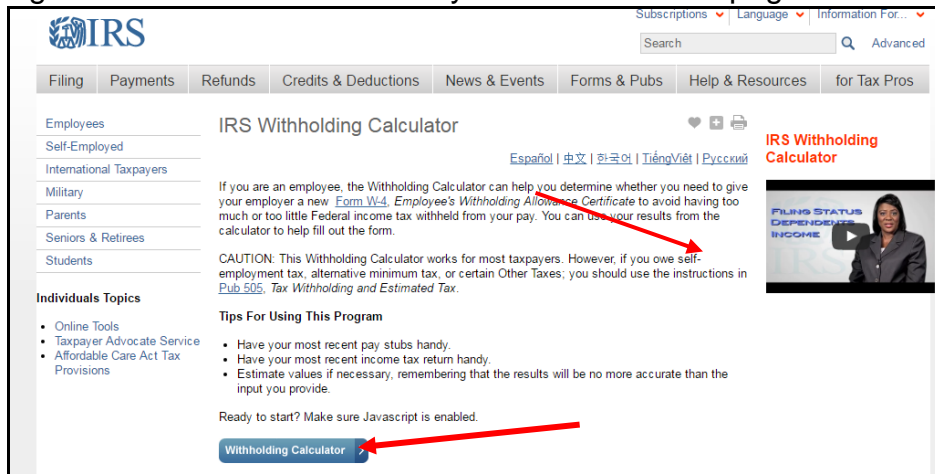 Subscriptions Language Information For...
IRS
Search Advanced
Filing Payments Refunds Credits & Deductions News & Events Forms & Pubs Help & Resources for Tax Pros
Employees
Self-Employed
International Taxpayers
Military
Parents
Seniors & Retirees
Students
Individuals Topics
• Online Tools
• Taxpayer Advocate Service
• Affordable Care Act Tax
Provisions
IRS Withholding Calculator
Español | 中文 | 한국어 | TiếngViệt | Русский
If you are an employee, the Withholding Calculator can help you determine whether you need to give
your employer a new Form W-4, Employee's Withholding Allowance Certificate to avoid having too
much or too little Federal income tax withheld from your pay. You can use your results from the
calculator to help fill out the form.
CAUTION: This Withholding Calculator works for most taxpayers. However, if you owe self-
employment tax, alternative minimum tax, or certain Other Taxes; you should use the instructions in
Pub 505, Tax Withholding and Estimated Tax.
Tips For Using This Program
• Have your most recent pay stubs handy.
• Have your most recent income tax return handy.
• Estimate values if necessary, remembering that the results will be no more accurate than the
input you provide.
Ready to start? Make sure Javascript is enabled.
Withholding Calculator
IRS Withholding
Calculator
FILING STATUS
DEPENDENTS
INCOME
IRS